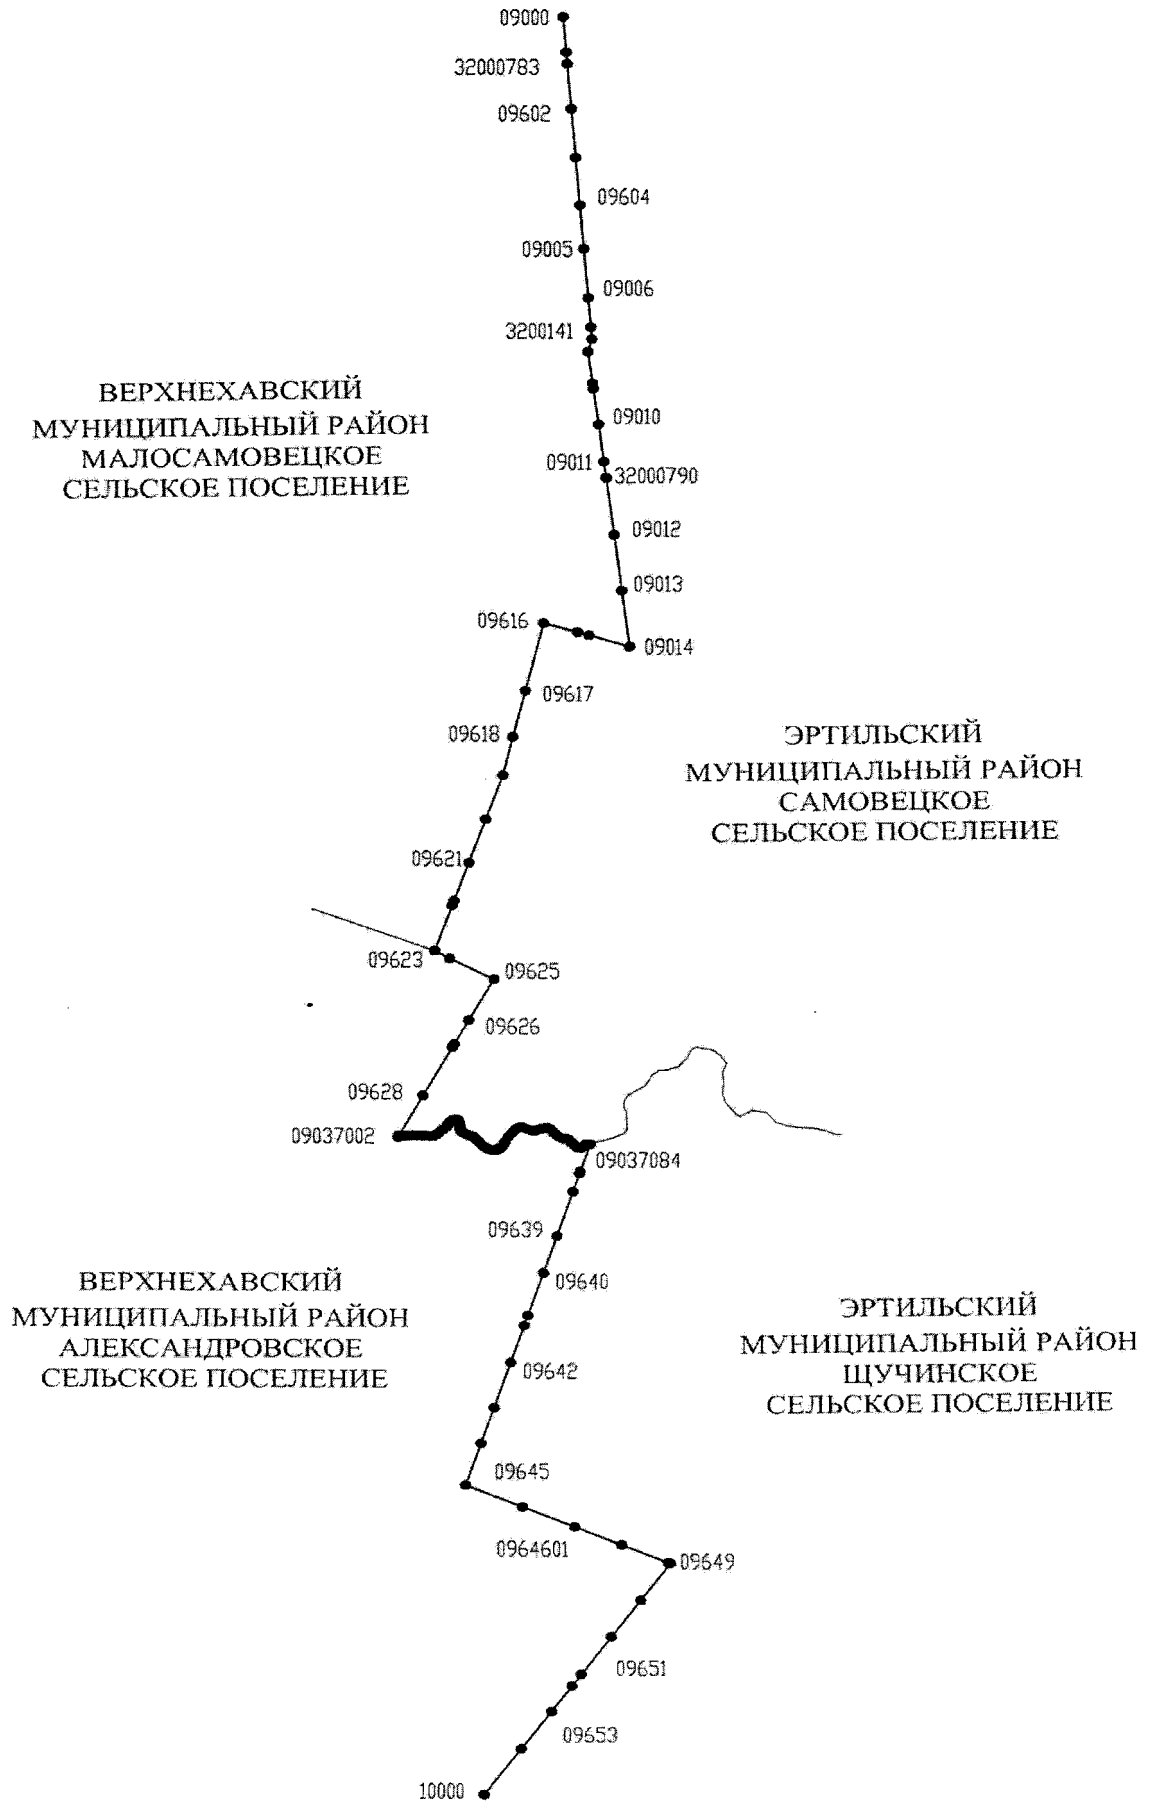 09000
32000783
09602
09604
09005
09006
3200141
ВЕРХНЕХАВСКИЙ
МУНИЦИПАЛЬНЫЙ РАЙОН
МАЛОСАМОВЕЦКОЕ
СЕЛЬСКОЕ ПОСЕЛЕНИЕ
09010
09011
32000790
09012
09013
09616
09014
09617
09618
ЭРТИЛЬСКИЙ
МУНИЦИПАЛЬНЫЙ РАЙОН
САМОВЕЦКОЕ
СЕЛЬСКОЕ ПОСЕЛЕНИЕ
09621
09623
09625
09626
09628
09037002
09037084
09639
09640
ВЕРХНЕХАВСКИЙ
МУНИЦИПАЛЬНЫЙ РАЙОН
АЛЕКСАНДРОВСКОЕ
СЕЛЬСКОЕ ПОСЕЛЕНИЕ
ЭРТИЛЬСКИЙ
МУНИЦИПАЛЬНЫЙ РАЙОН
ЩУЧИНСКОЕ
СЕЛЬСКОЕ ПОСЕЛЕНИЕ
09642
09645
0964601
09649
09651
09653
10000